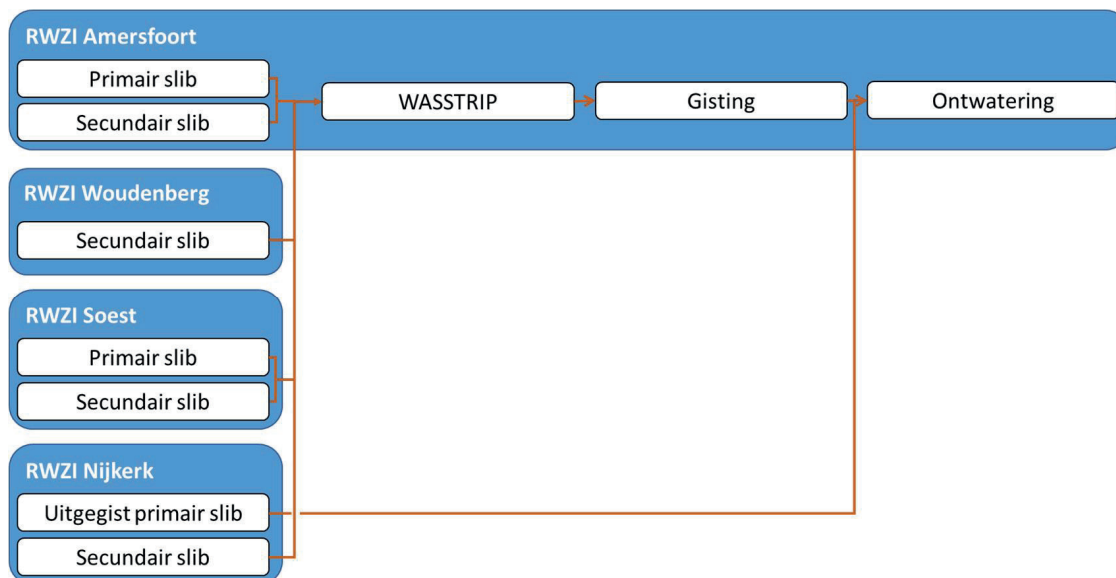 RWZI Amersfoort
Primair slib
Secundair slib
WASSTRIP
Gisting
Ontwatering
RWZI Woudenberg
Secundair slib
RWZI Soest
Primair slib
Secundair slib
RWZI Nijkerk
Uitgegist primair slib
Secundair slib